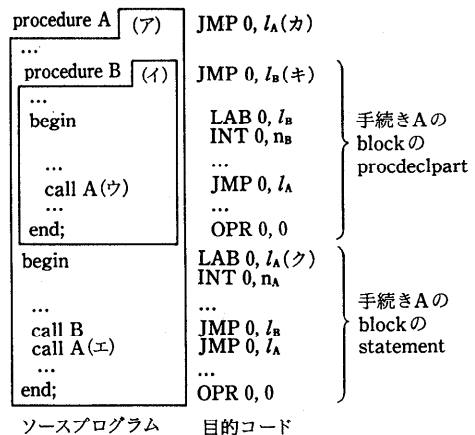 procedure A (ア) JMP 0, lA(カ)
...
procedure B (イ) JMP 0, lB(キ)
...
begin LAB 0, lB
INT 0, nB
... ...
call A(ウ) JMP 0, lA
... ...
end; OPR 0, 0
手続きAの
blockの
procdeclpart
begin LAB 0, lA(ク)
INT 0, nA
... ...
call B JMP 0, lB
call A(エ) JMP 0, lA
... ...
end; OPR 0, 0
手続きAの
blockの
statement
ソースプログラム 目的コード